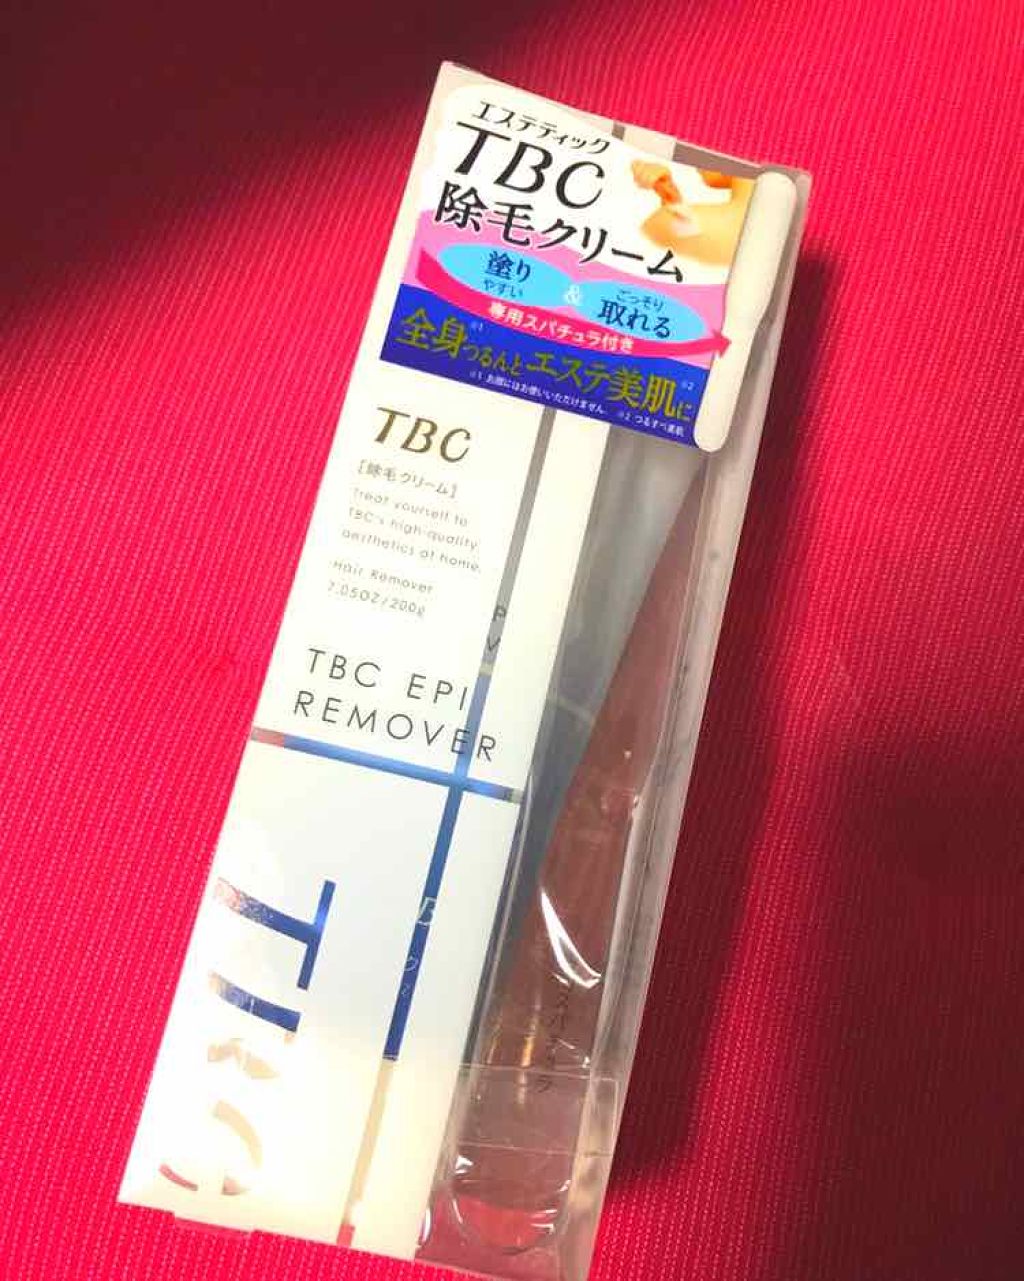 エステティック
TBC
除毛クリーム
塗り
やすい
&
ごっそり
取れる
専用スパチュラ付き
全身※1つるんとエステ美肌※2に
※1 お顔にはお使いいただけません。 ※2 つるすべ素肌
TBC
[除毛クリーム]
Treat yourself to
TBC's high-quality
aesthetics at home.
Hair Remover
7.05OZ/200g
TBC EPI
REMOVER
TBC